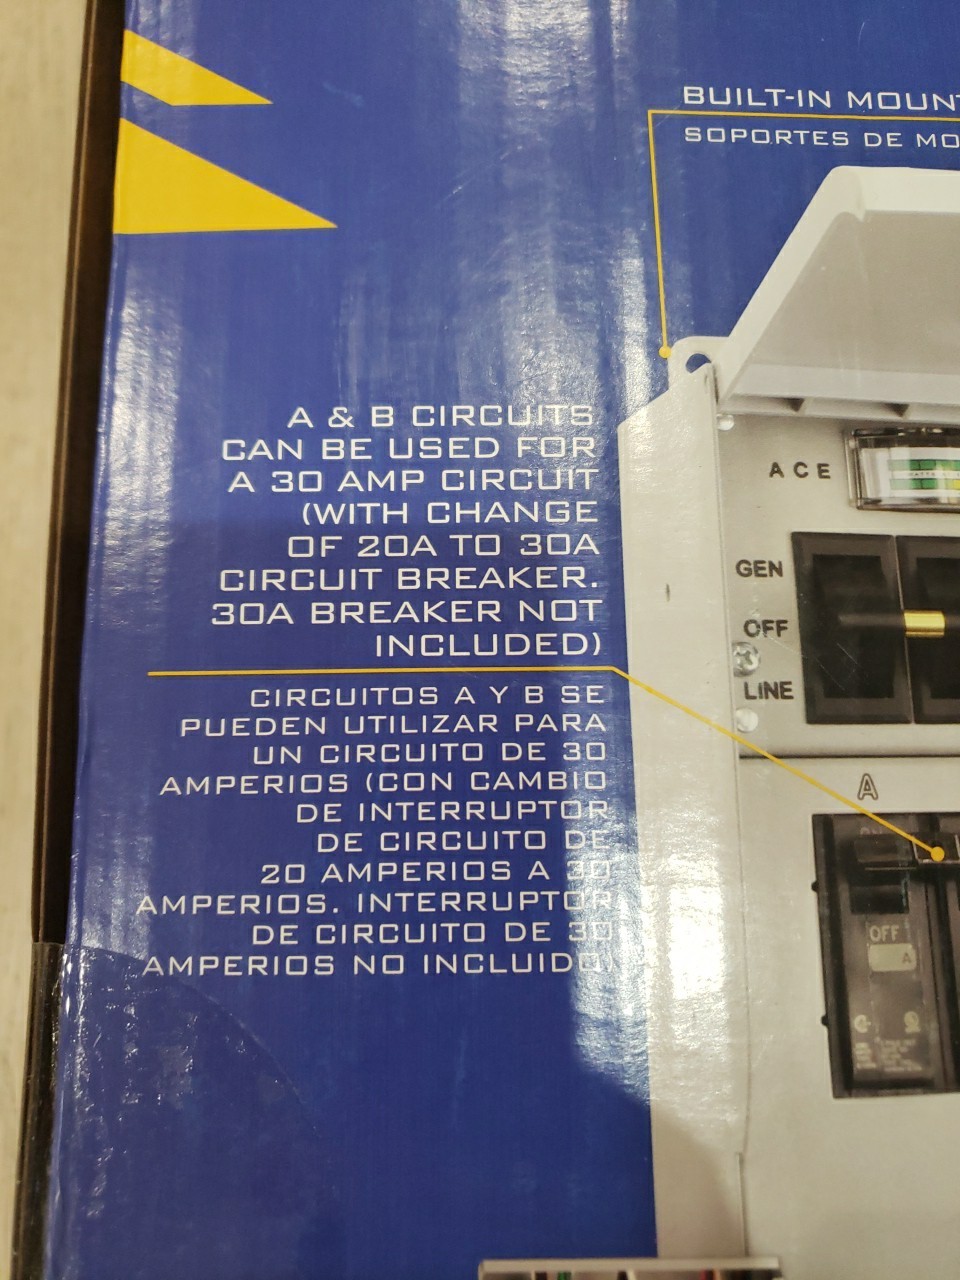 BUILT-IN
SOPORTES DE
A & B CIRCUITS
CAN BE USED FOR
A 30 AMP CIRCUIT
(WITH CHANGE
OF 20A TO 30A
CIRCUIT BREAKER.
30A BREAKER NOT
INCLUDED)
CIRCUITOS A Y B SE
PUEDEN UTILIZAR PARA
UN CIRCUITO DE 30
AMPERIOS (CON CAMBIO
DE INTERRUPTOR
DE CIRCUITO DE
20 AMPERIOS A 30
AMPERIOS. INTERRUPTOR
DE CIRCUITO DE 30
AMPERIOS NO INCLUIDO)
A C E
GEN
OFF
LINE
A
OFF
A